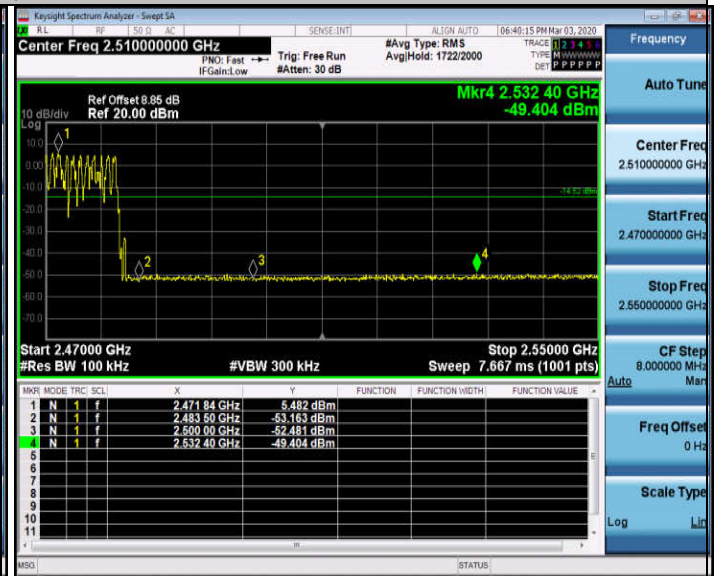 Keysight Spectrum Analyzer - Swept SA
RL RF 50 Ω AC SENSE:INT ALIGN AUTO 06:40:15 PM Mar 03, 2020
Center Freq 2.510000000 GHz
PNO: Fast
IFGain:Low
Trig: Free Run
#Atten: 30 dB
#Avg Type: RMS
Avg|Hold: 1722/2000
TRACE 1 2 3 4 5 6
TYPE M W W W W W
DET P P P P P P
Frequency
Auto Tune
Center Freq
2.510000000 GHz
Start Freq
2.470000000 GHz
Stop Freq
2.550000000 GHz
CF Step
8.000000 MHz
Auto Man
Freq Offset
0 Hz
Scale Type
Log Lin
Mkr4 2.532 40 GHz
-49.404 dBm
Ref Offset 8.85 dB
10 dB/div Ref 20.00 dBm
Log
10.0
0.00
-10.0
-20.0
-30.0
-40.0
-50.0
-60.0
-70.0
1
2
3
4
-14.52 dBm
Start 2.47000 GHz Stop 2.55000 GHz
#Res BW 100 kHz #VBW 300 kHz Sweep 7.667 ms (1001 pts)
MKR MODE TRC SCL X Y FUNCTION FUNCTION WIDTH FUNCTION VALUE
1 N 1 f 2.471 84 GHz 5.482 dBm
2 N 1 f 2.483 50 GHz -53.163 dBm
3 N 1 f 2.500 00 GHz -52.481 dBm
4 N 1 f 2.532 40 GHz -49.404 dBm
5
6
7
8
9
10
11
MSG STATUS